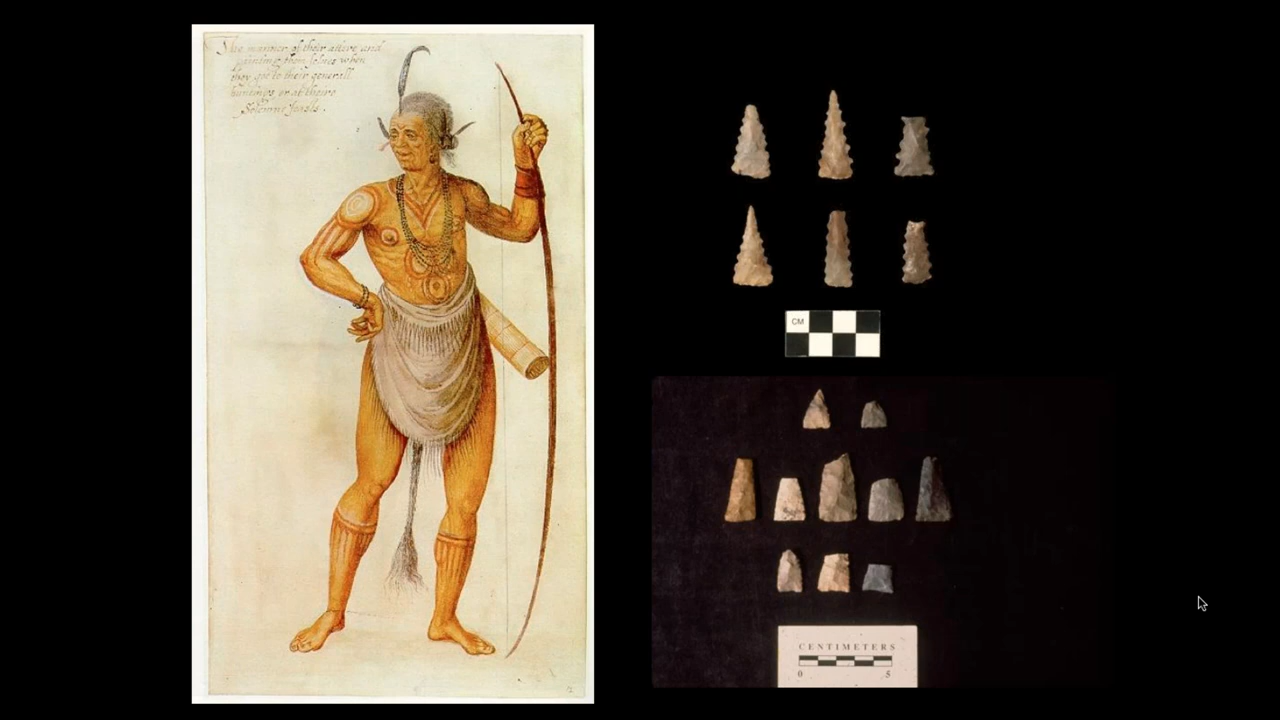 The manner of their attire and
painting them selues when
they goe to their generall
huntings, or at theire
Solemne feasts.
CM
CENTIMETERS
0 5